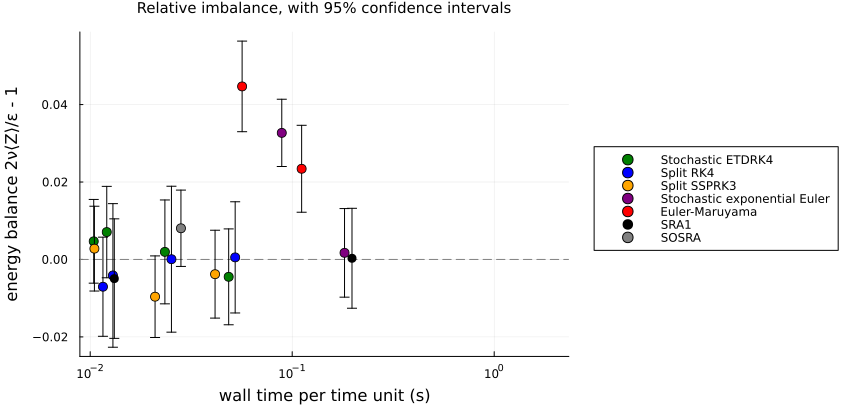 Relative imbalance, with 95% confidence intervals
energy balance 2ν⟨Z⟩/ε - 1
0.04
0.02
0.00
−0.02
10⁻² 10⁻¹ 10⁰
wall time per time unit (s)
Stochastic ETDRK4
Split RK4
Split SSPRK3
Stochastic exponential Euler
Euler-Maruyama
SRA1
SOSRA